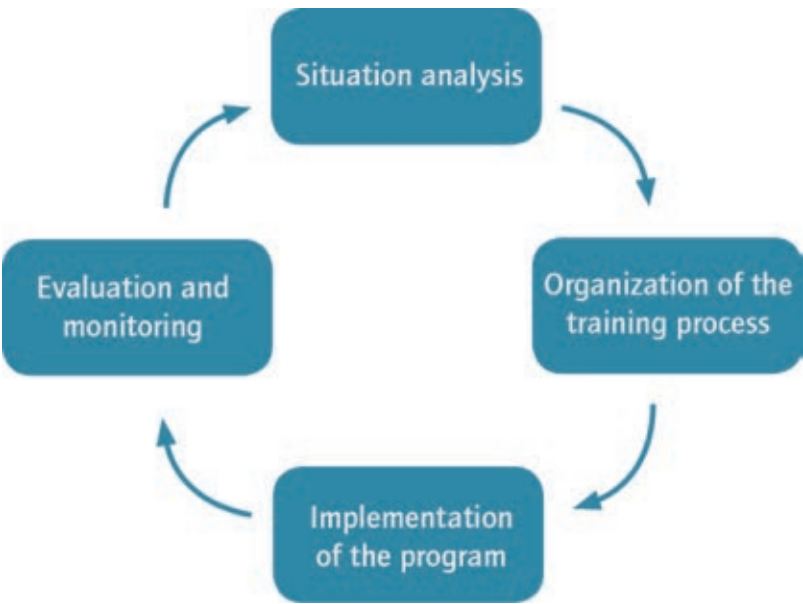 Situation analysis
Organization of the
training process
Implementation
of the program
Evaluation and
monitoring